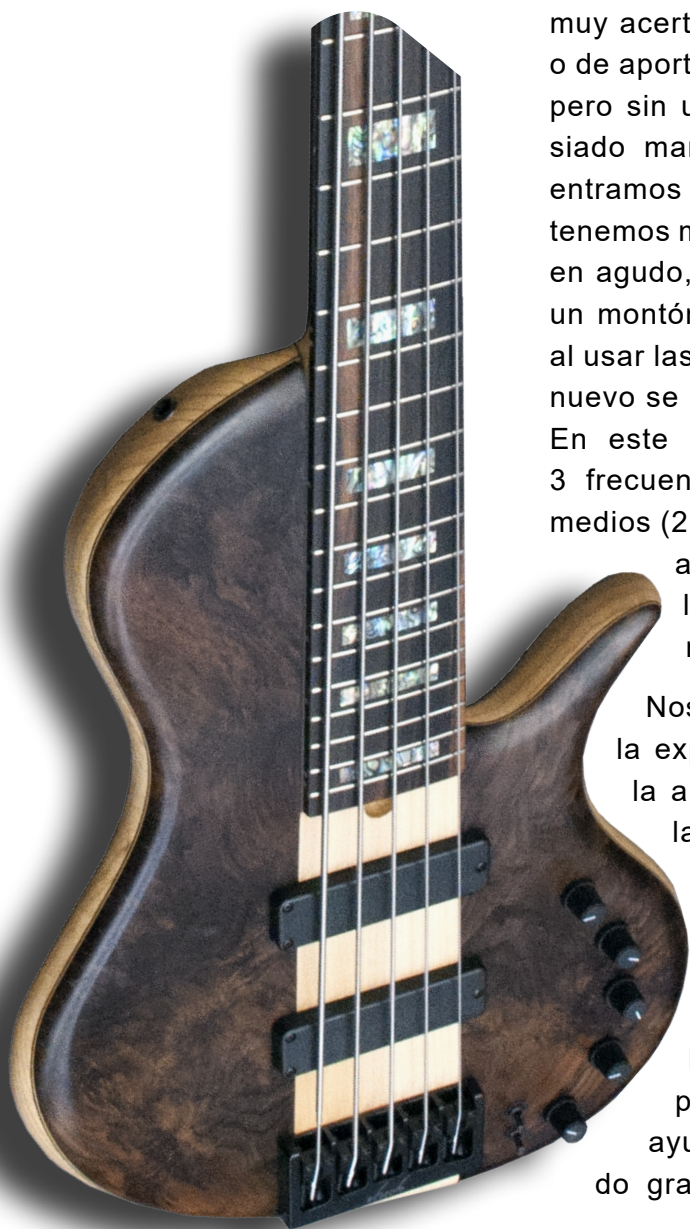 muy acert
o de aport
pero sin u
siado mar
entramos
tenemos m
en agudo,
un montón
al usar las
nuevo se
En este
3 frecuen
medios (2
a
l
r
Nos
la exp
la a
la
p
ayu
do gra